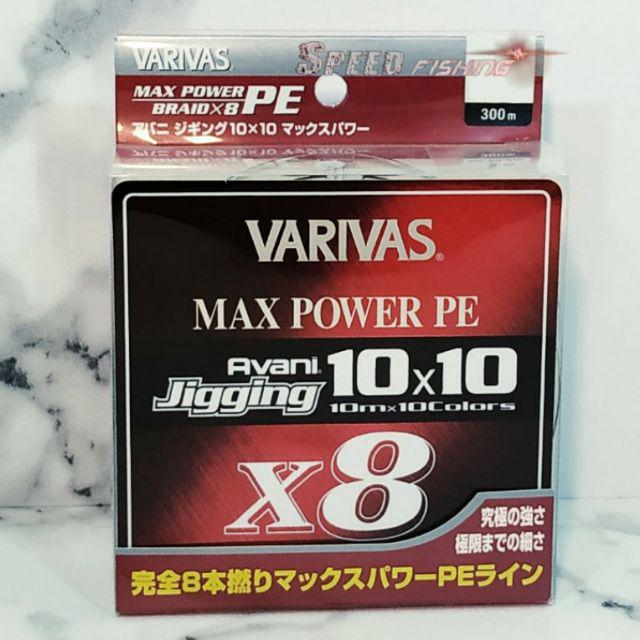 VARIVAS
SPEED FISHING
MAX POWER
BRAID×8 PE
300m
アバニ ジギング10×10 マックスパワー
VARIVAS®
MAX POWER PE
Avani
Jigging 10×10
10m×10Colors
X8
究極の強さ
極限までの細さ
完全8本撚りマックスパワーPEライン